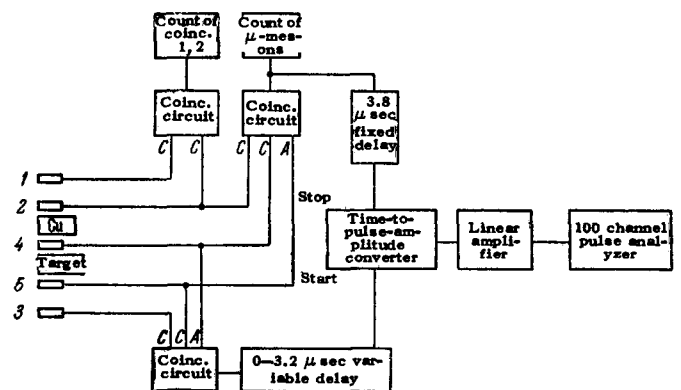 Count of
coinc.
1, 2
Count of
μ-mes-
ons
Coinc.
circuit
Coinc.
circuit
3.8
μ sec
fixed
delay
C
C
C
C
A
1
2
Cu
4
Target
5
3
Stop
Start
Time-to-
pulse-am-
plitude
converter
Linear
ampli-
fier
100 channel
pulse anal-
yzer
C
C
A
Coinc.
circuit
0—3.2 μ sec var-
iable delay